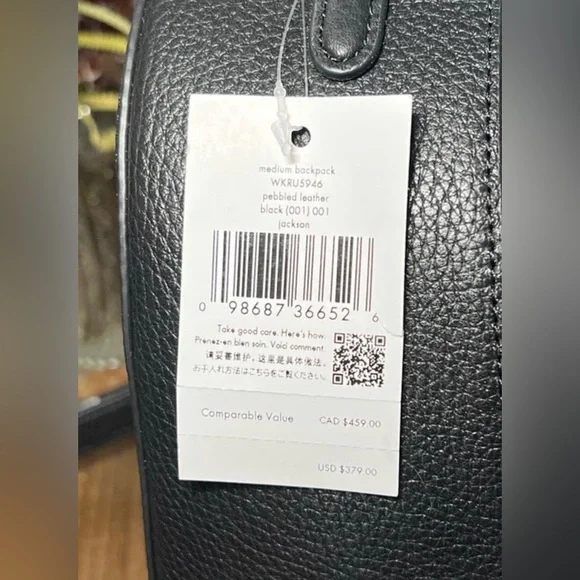 medium backpack
WKRU5946
pebbled leather
black (001) 001
jackson
0 98687 36652 6
Take good care. Here's how.
Prenez-en bien soin. Voici comment.
请妥善维护。这里是具体做法。
お手入れ方法はこちらをご覧ください。
Comparable Value CAD $459.00
USD $379.00